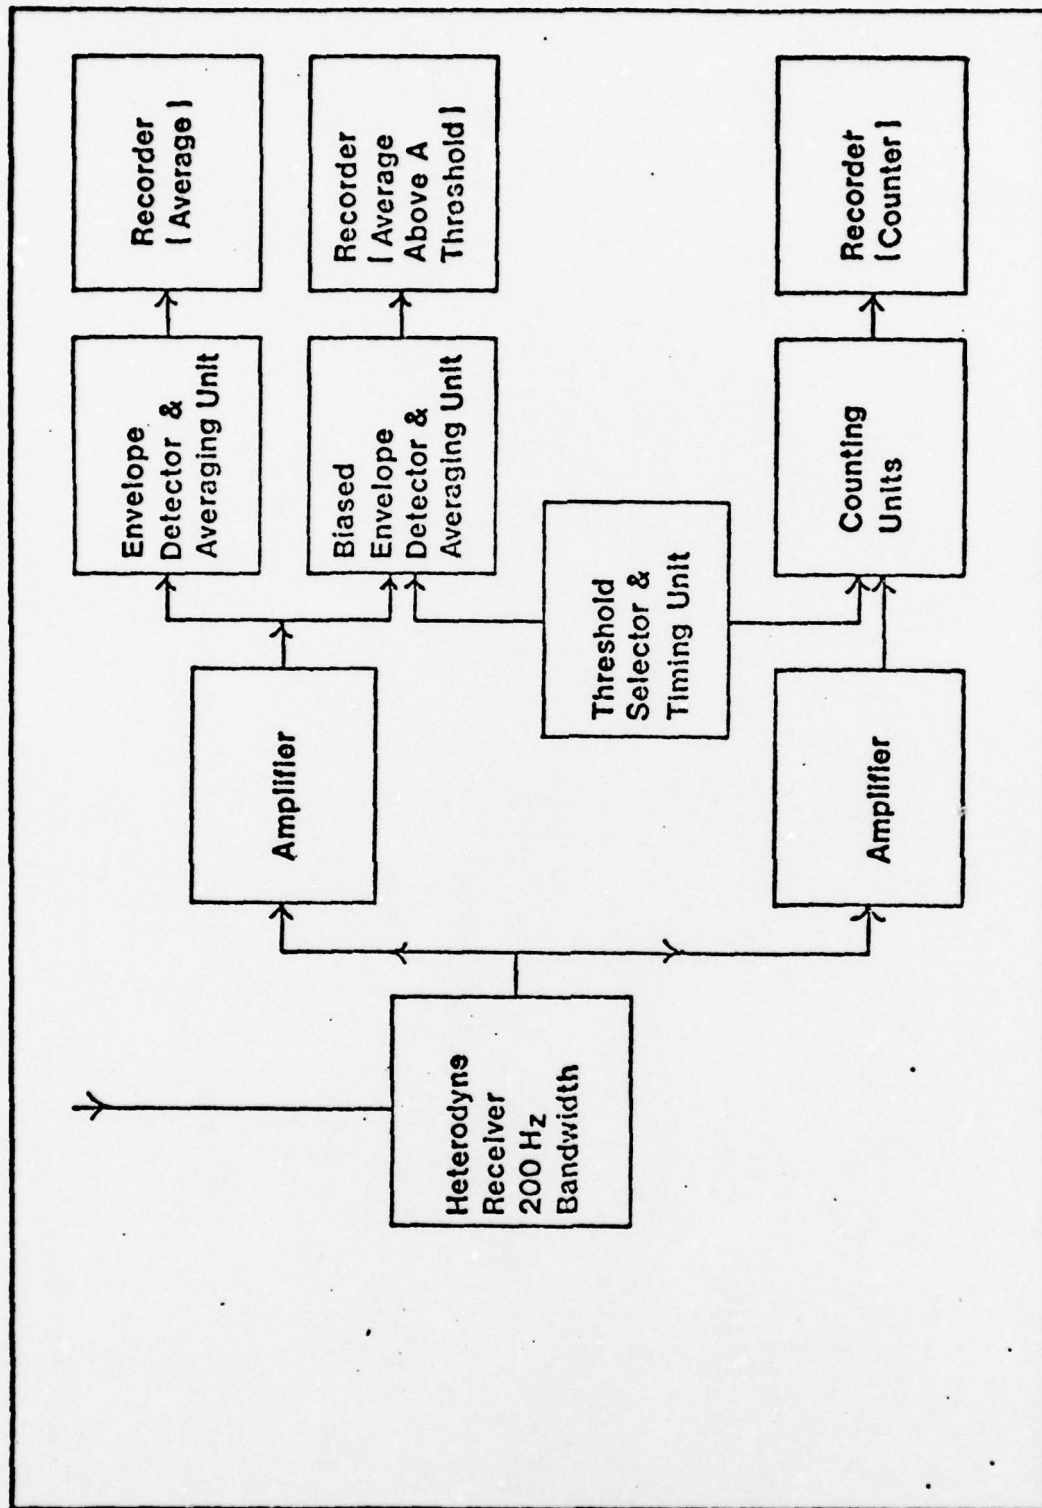 Heterodyne
Receiver
200 Hz
Bandwidth
Amplifier
Envelope
Detector &
Averaging Unit
Recorder
(Average)
Biased
Envelope
Detector &
Averaging Unit
Recorder
(Average
Above A
Threshold)
Threshold
Selector &
Timing Unit
Amplifier
Counting
Units
Recorder
(Counter)